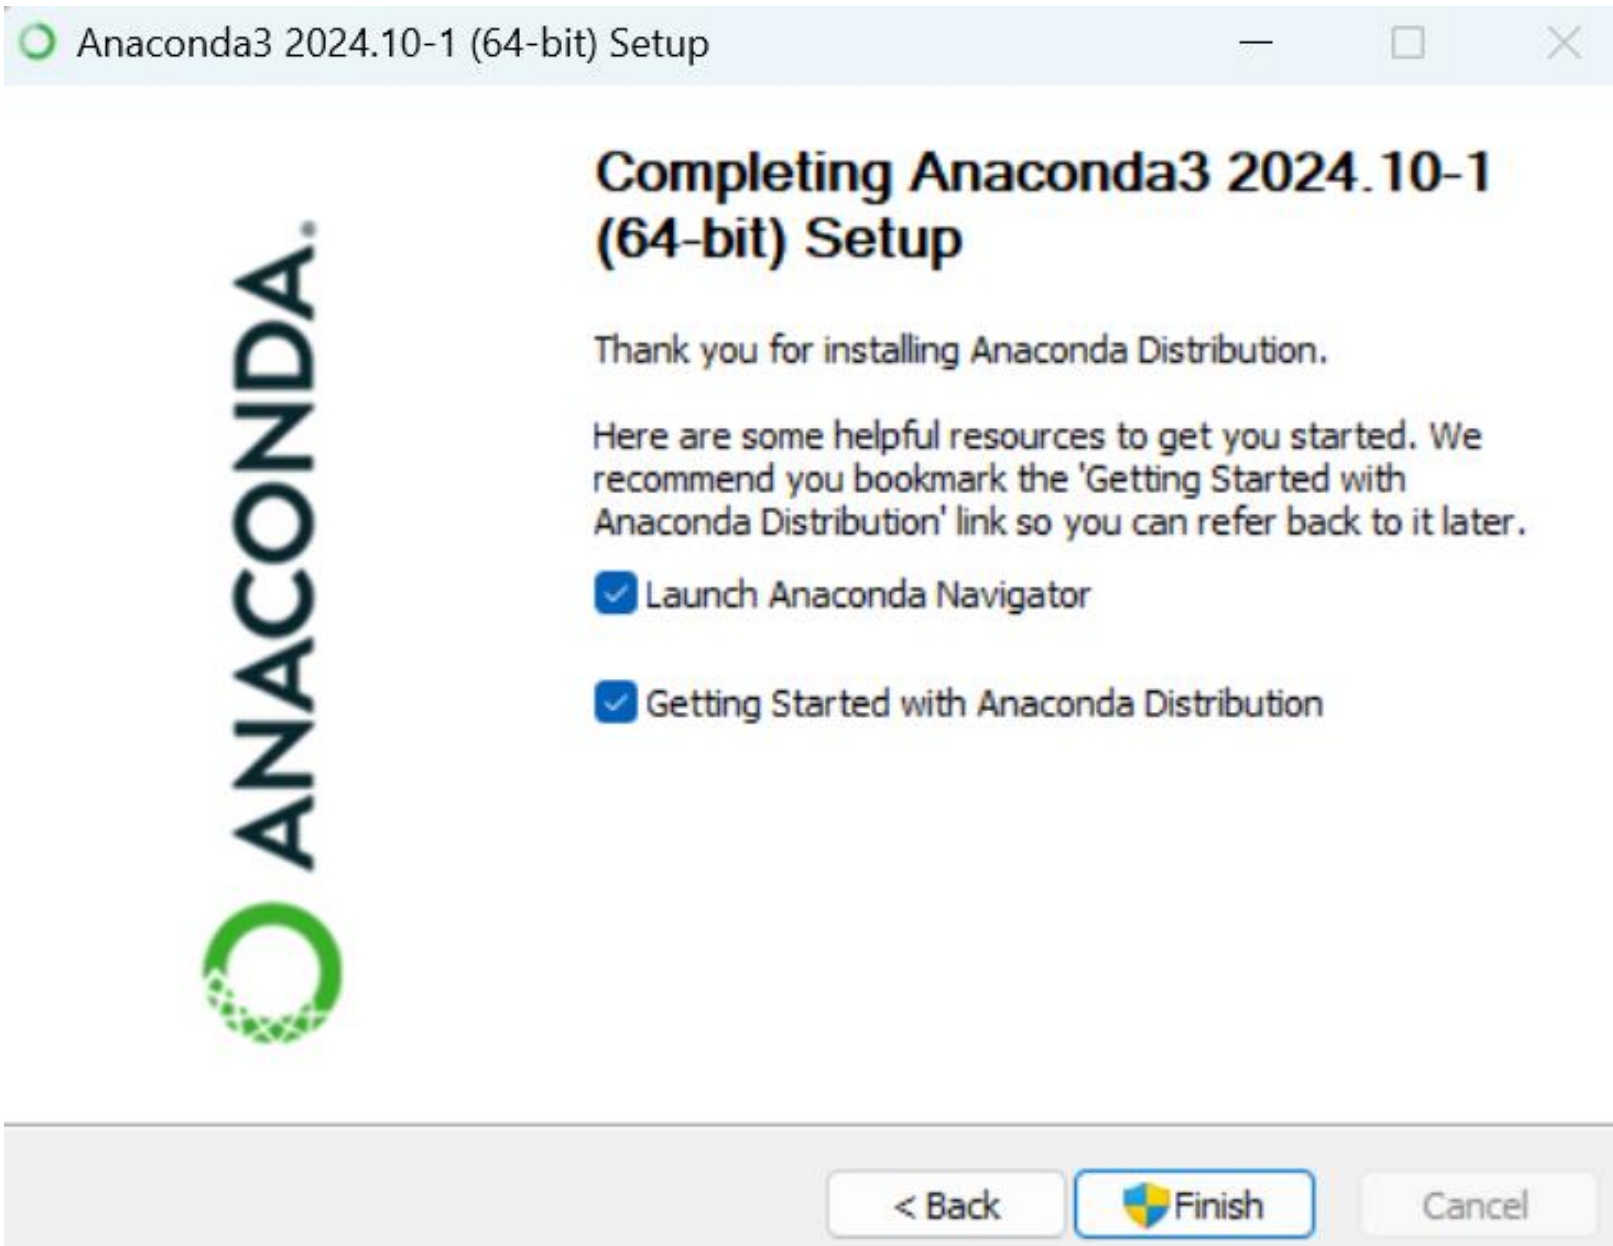 Anaconda3 2024.10-1 (64-bit) Setup
ANACONDA.
Completing Anaconda3 2024.10-1
(64-bit) Setup
Thank you for installing Anaconda Distribution.
Here are some helpful resources to get you started. We
recommend you bookmark the 'Getting Started with
Anaconda Distribution' link so you can refer back to it later.
Launch Anaconda Navigator
Getting Started with Anaconda Distribution
< Back
Finish
Cancel